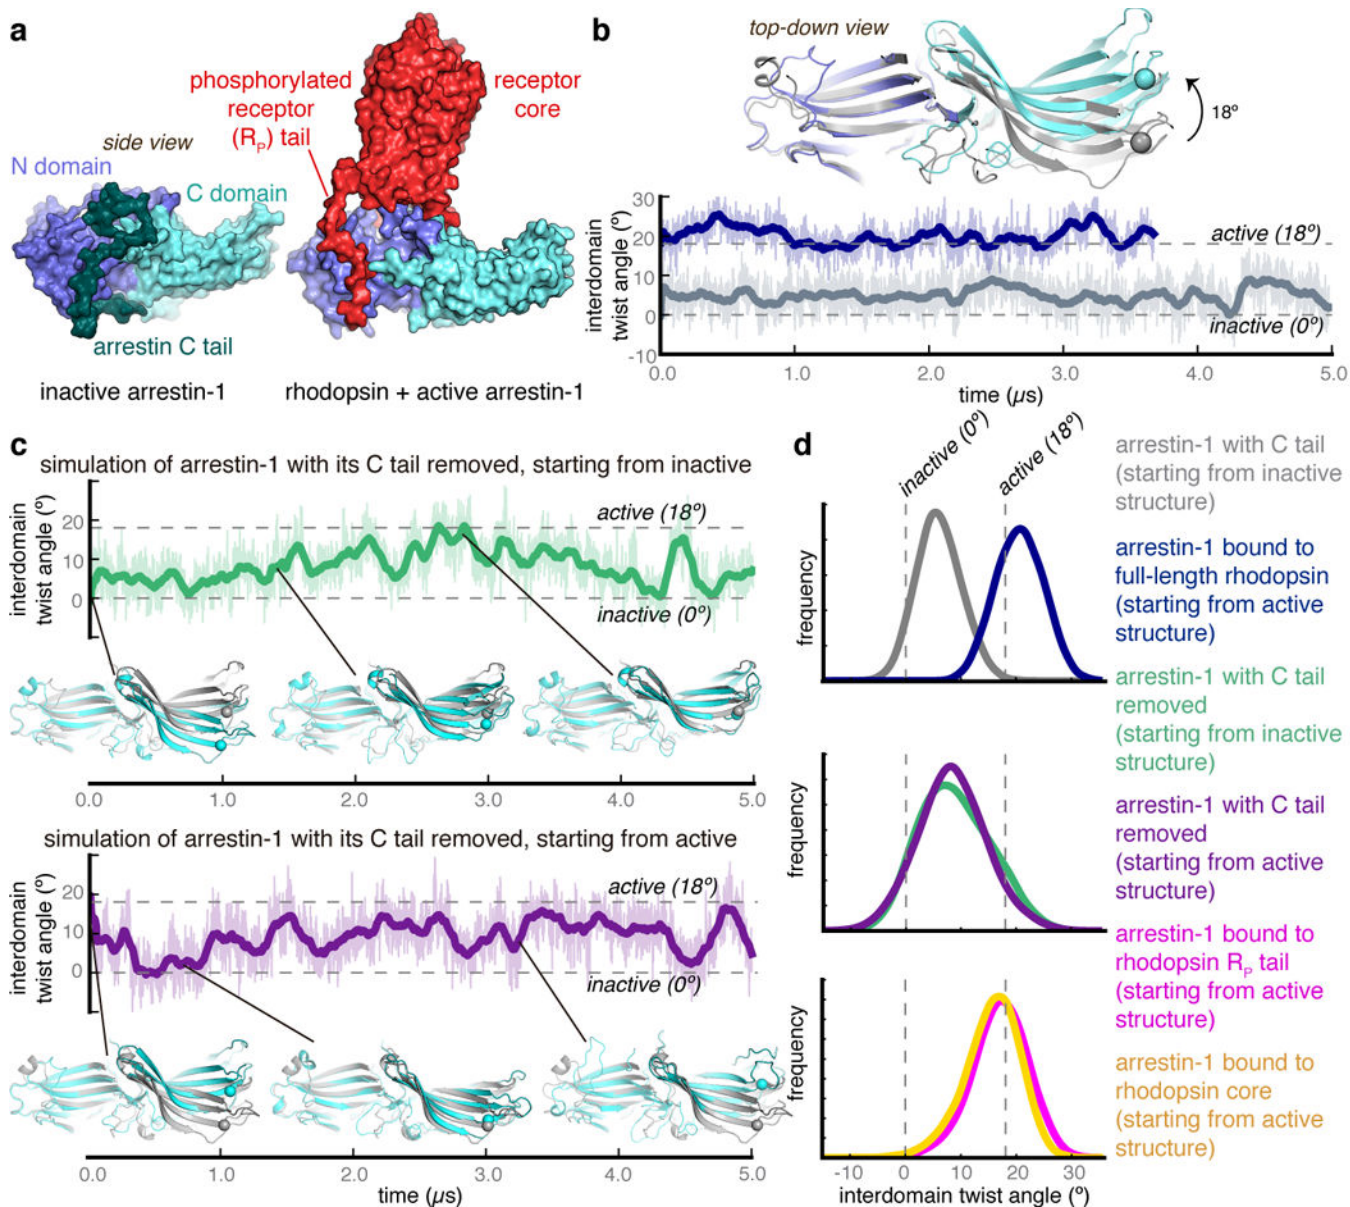 a
phosphorylated
receptor
(RP) tail
receptor
core
side view
N domain
C domain
arrestin C tail
inactive arrestin-1
rhodopsin + active arrestin-1
b
top-down view
18º
interdomain
twist angle (º)
30
20
10
0
-10
active (18º)
inactive (0º)
0.0 1.0 2.0 3.0 4.0 5.0
time (µs)
c
simulation of arrestin-1 with its C tail removed, starting from inactive
interdomain
twist angle (º)
20
10
0
active (18º)
inactive (0º)
0.0 1.0 2.0 3.0 4.0 5.0
simulation of arrestin-1 with its C tail removed, starting from active
interdomain
twist angle (º)
20
10
0
active (18º)
inactive (0º)
0.0 1.0 2.0 3.0 4.0 5.0
time (µs)
d
inactive (0º)
active (18º)
frequency
frequency
frequency
-10 0 10 20 30
interdomain twist angle (º)
arrestin-1 with C tail
(starting from inactive
structure)
arrestin-1 bound to
full-length rhodopsin
(starting from active
structure)
arrestin-1 with C tail
removed
(starting from inactive
structure)
arrestin-1 with C tail
removed
(starting from active
structure)
arrestin-1 bound to
rhodopsin RP tail
(starting from active
structure)
arrestin-1 bound to
rhodopsin core
(starting from active
structure)